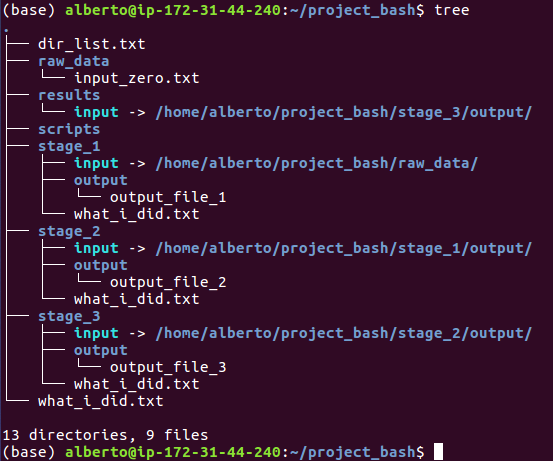 (base) alberto@ip-172-31-44-240:~/project_bash$ tree
.
├── dir_list.txt
├── raw_data
│   └── input_zero.txt
├── results
│   └── input -> /home/alberto/project_bash/stage_3/output/
├── scripts
├── stage_1
│   ├── input -> /home/alberto/project_bash/raw_data/
│   ├── output
│   │   └── output_file_1
│   └── what_i_did.txt
├── stage_2
│   ├── input -> /home/alberto/project_bash/stage_1/output/
│   ├── output
│   │   └── output_file_2
│   └── what_i_did.txt
├── stage_3
│   ├── input -> /home/alberto/project_bash/stage_2/output/
│   ├── output
│   │   └── output_file_3
│   └── what_i_did.txt
└── what_i_did.txt
13 directories, 9 files
(base) alberto@ip-172-31-44-240:~/project_bash$